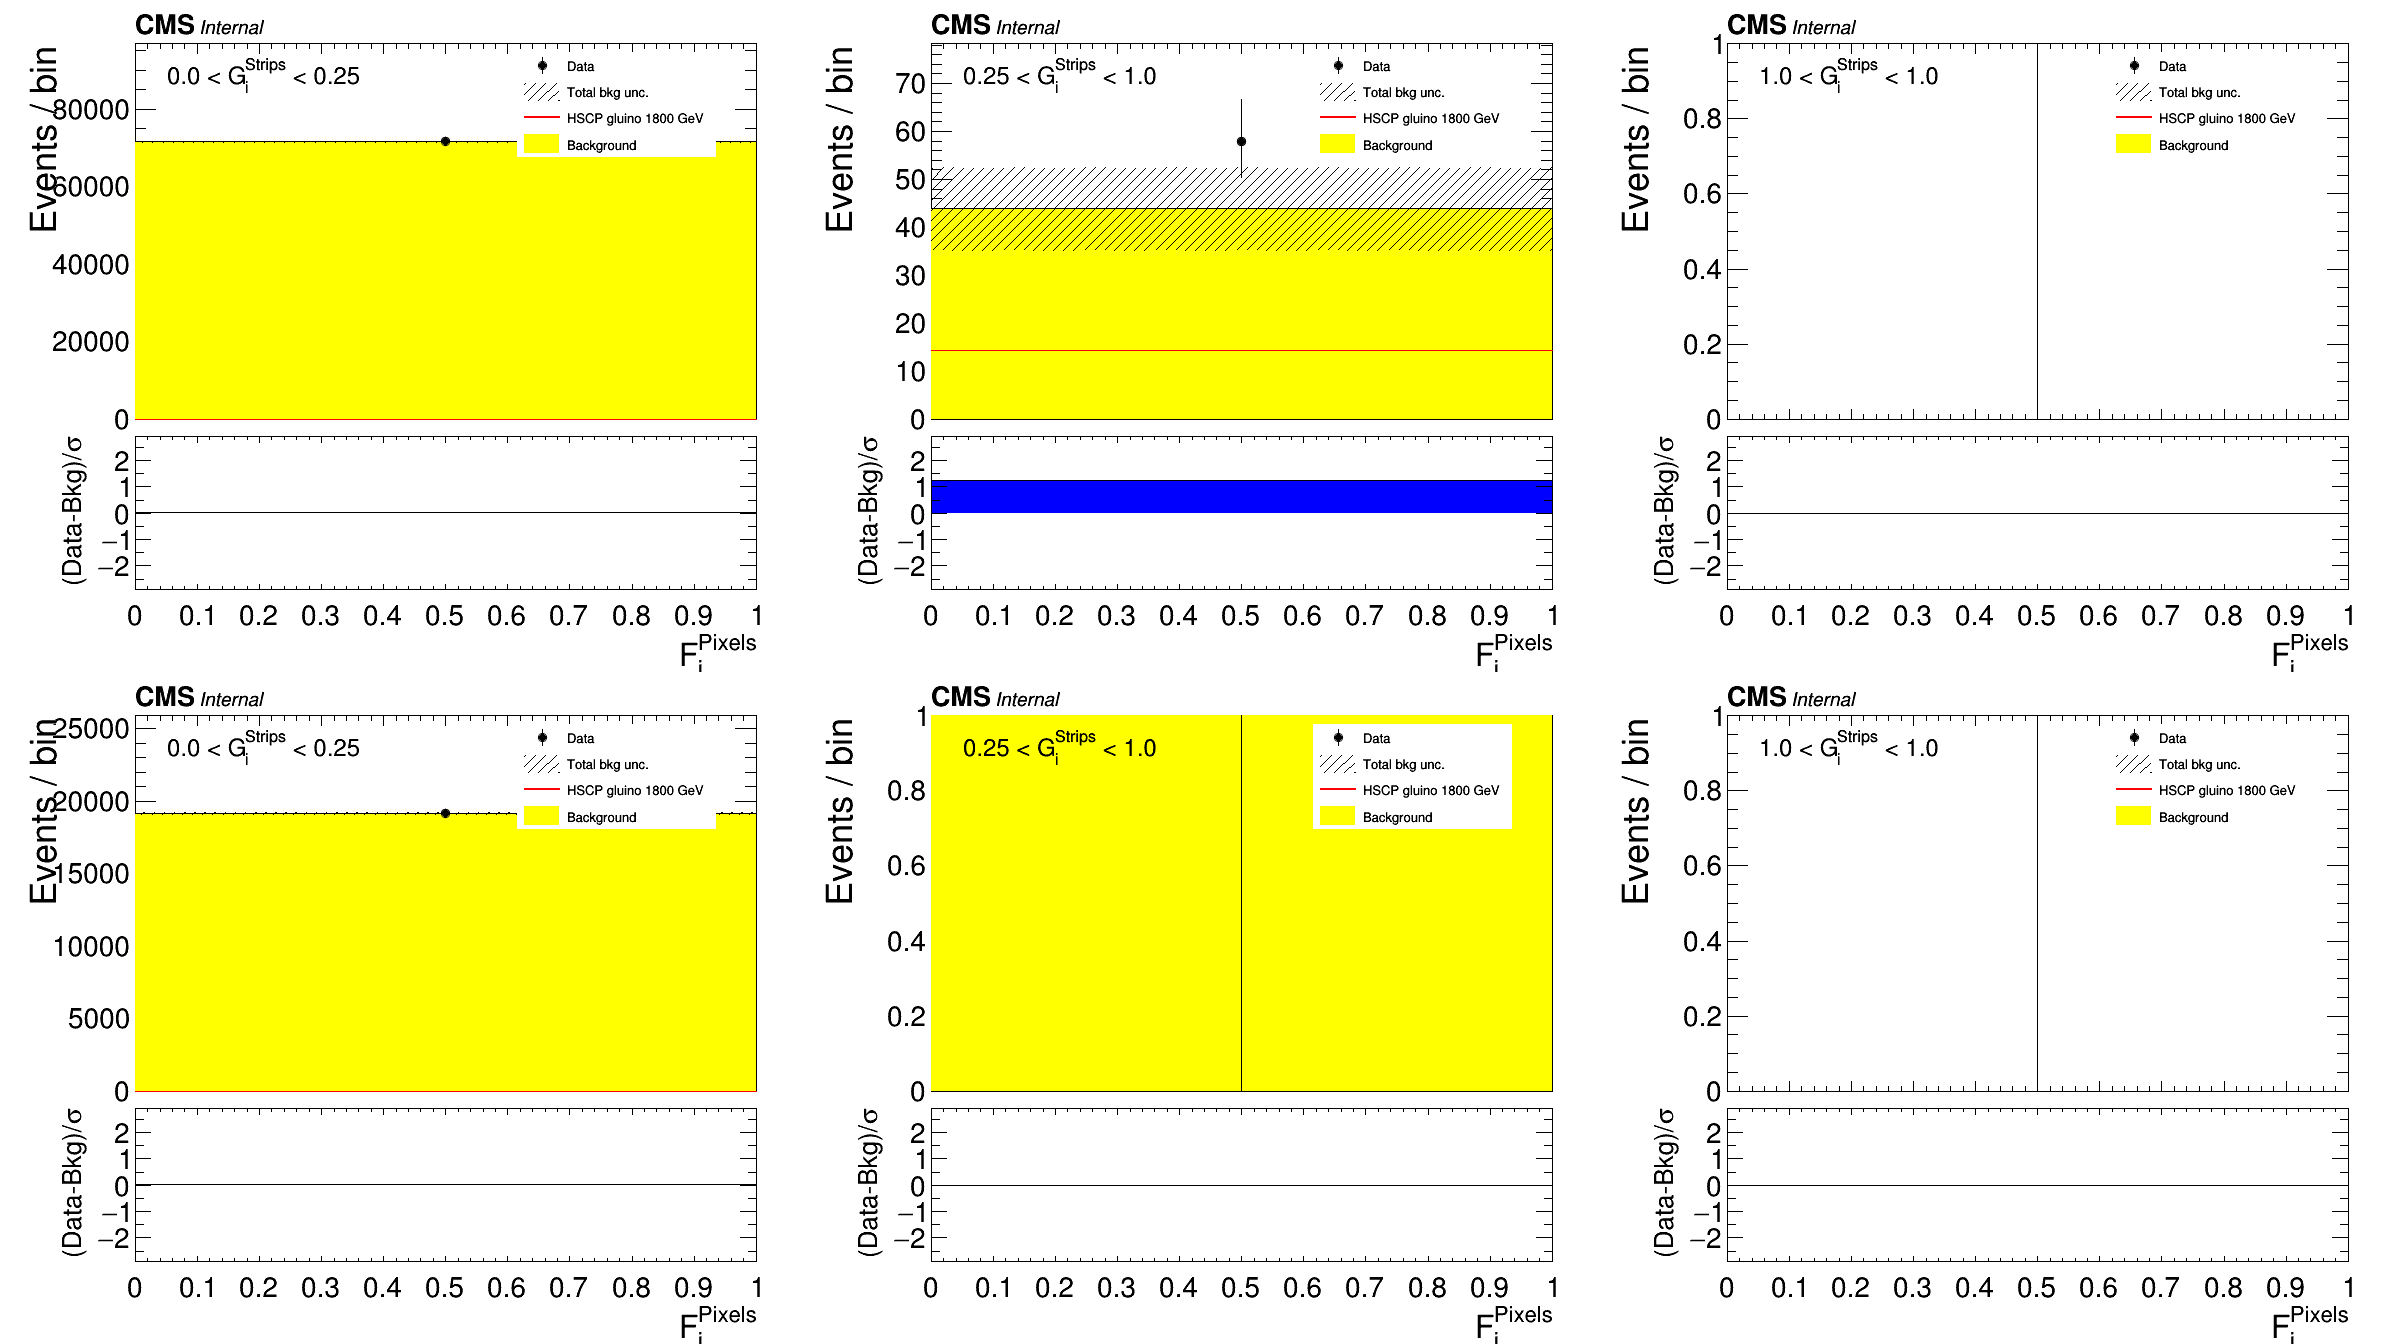 CMS Internal
Events / bin
0.0 < G_i^Strips < 0.25
Data
Total bkg unc.
HSCP gluino 1800 GeV
Background
80000
60000
40000
20000
0
(Data-Bkg)/σ
2
1
0
−1
−2
0 0.1 0.2 0.3 0.4 0.5 0.6 0.7 0.8 0.9 1
F_i^Pixels
CMS Internal
Events / bin
0.25 < G_i^Strips < 1.0
Data
Total bkg unc.
HSCP gluino 1800 GeV
Background
70
60
50
40
30
20
10
0
(Data-Bkg)/σ
2
1
0
−1
−2
0 0.1 0.2 0.3 0.4 0.5 0.6 0.7 0.8 0.9 1
F_i^Pixels
CMS Internal
Events / bin
1.0 < G_i^Strips < 1.0
Data
Total bkg unc.
HSCP gluino 1800 GeV
Background
1
0.8
0.6
0.4
0.2
0
(Data-Bkg)/σ
2
1
0
−1
−2
0 0.1 0.2 0.3 0.4 0.5 0.6 0.7 0.8 0.9 1
F_i^Pixels
CMS Internal
Events / bin
0.0 < G_i^Strips < 0.25
Data
Total bkg unc.
HSCP gluino 1800 GeV
Background
25000
20000
15000
10000
5000
0
(Data-Bkg)/σ
2
1
0
−1
−2
0 0.1 0.2 0.3 0.4 0.5 0.6 0.7 0.8 0.9 1
F_i^Pixels
CMS Internal
Events / bin
0.25 < G_i^Strips < 1.0
Data
Total bkg unc.
HSCP gluino 1800 GeV
Background
1
0.8
0.6
0.4
0.2
0
(Data-Bkg)/σ
2
1
0
−1
−2
0 0.1 0.2 0.3 0.4 0.5 0.6 0.7 0.8 0.9 1
F_i^Pixels
CMS Internal
Events / bin
1.0 < G_i^Strips < 1.0
Data
Total bkg unc.
HSCP gluino 1800 GeV
Background
1
0.8
0.6
0.4
0.2
0
(Data-Bkg)/σ
2
1
0
−1
−2
0 0.1 0.2 0.3 0.4 0.5 0.6 0.7 0.8 0.9 1
F_i^Pixels